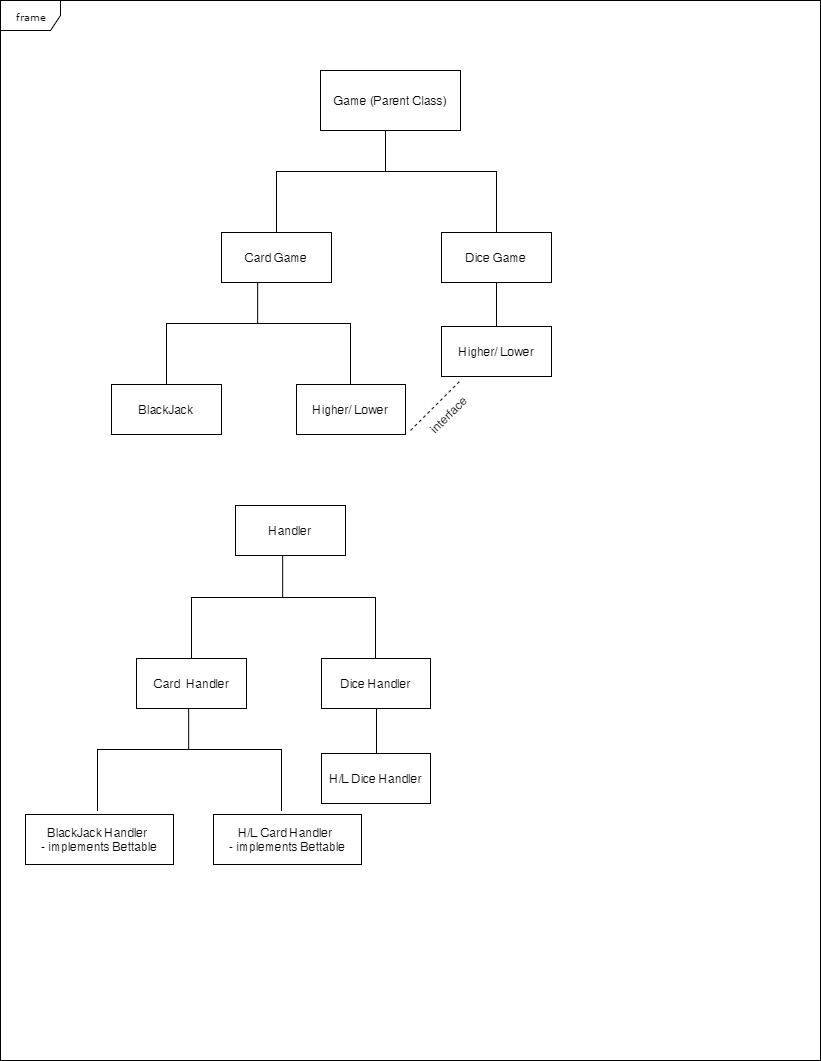 frame
Game (Parent Class)
Card Game
Dice Game
Higher/ Lower
BlackJack
Higher/ Lower
interface
Handler
Card  Handler
Dice Handler
H/L Dice Handler
BlackJack Handler
- implements Bettable
H/L Card Handler
- implements Bettable